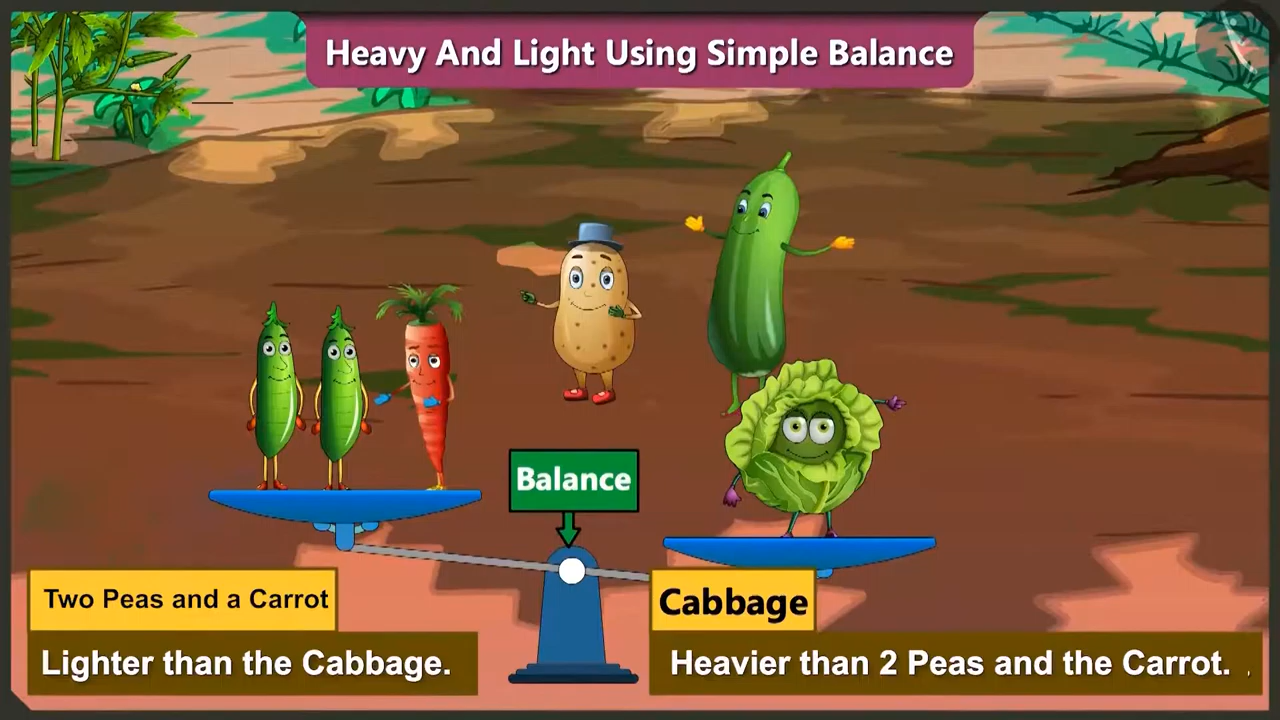 Heavy And Light Using Simple Balance
Balance
Two Peas and a Carrot
Lighter than the Cabbage.
Cabbage
Heavier than 2 Peas and the Carrot.